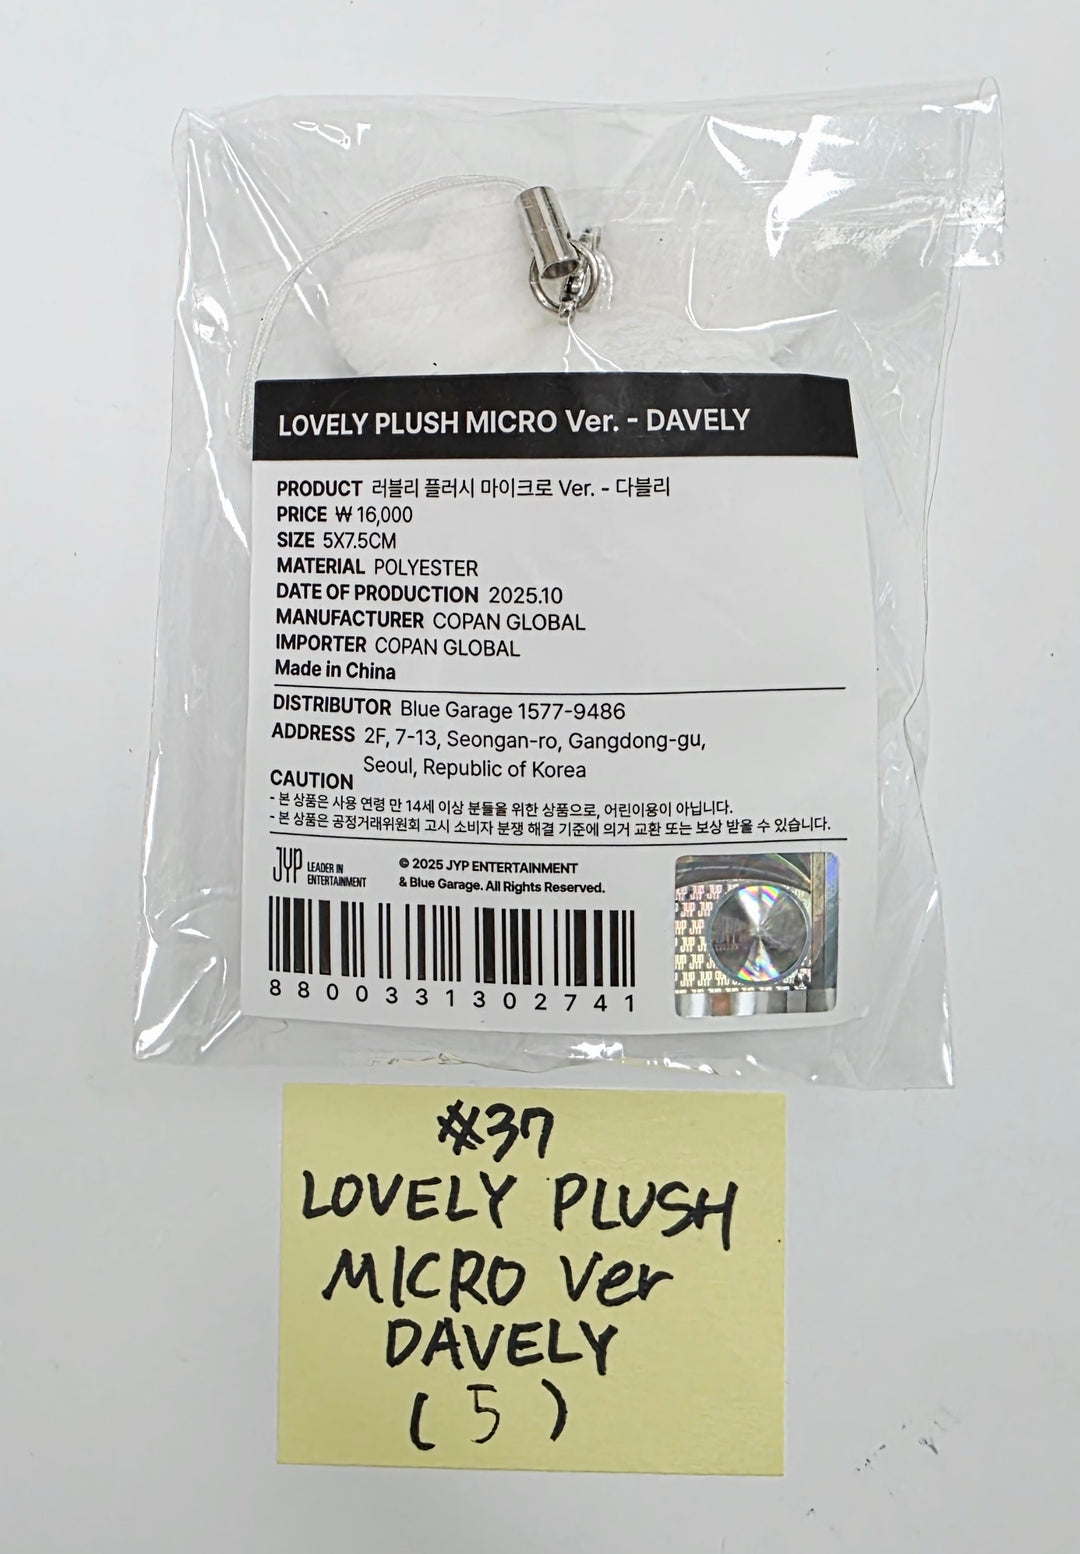 LOVELY PLUSH MICRO Ver. - DAVELY
PRODUCT 러블리 플러시 마이크로 Ver. - 다블리
PRICE ₩ 16,000
SIZE 5X7.5CM
MATERIAL POLYESTER
DATE OF PRODUCTION 2025.10
MANUFACTURER COPAN GLOBAL
IMPORTER COPAN GLOBAL
Made in China
DISTRIBUTOR Blue Garage 1577-9486
ADDRESS 2F, 7-13, Seongan-ro, Gangdong-gu,
Seoul, Republic of Korea
CAUTION
- 본 상품은 사용 연령 만 14세 이상 분들을 위한 상품으로, 어린이용이 아닙니다.
- 본 상품은 공정거래위원회 고시 소비자 분쟁 해결 기준에 의거 교환 또는 보상 받을 수 있습니다.
JYP LEADER IN
ENTERTAINMENT
© 2025 JYP ENTERTAINMENT
& Blue Garage. All Rights Reserved.
8800331302741
#37
LOVELY PLUSH
MICRO Ver
DAVELY
(5)